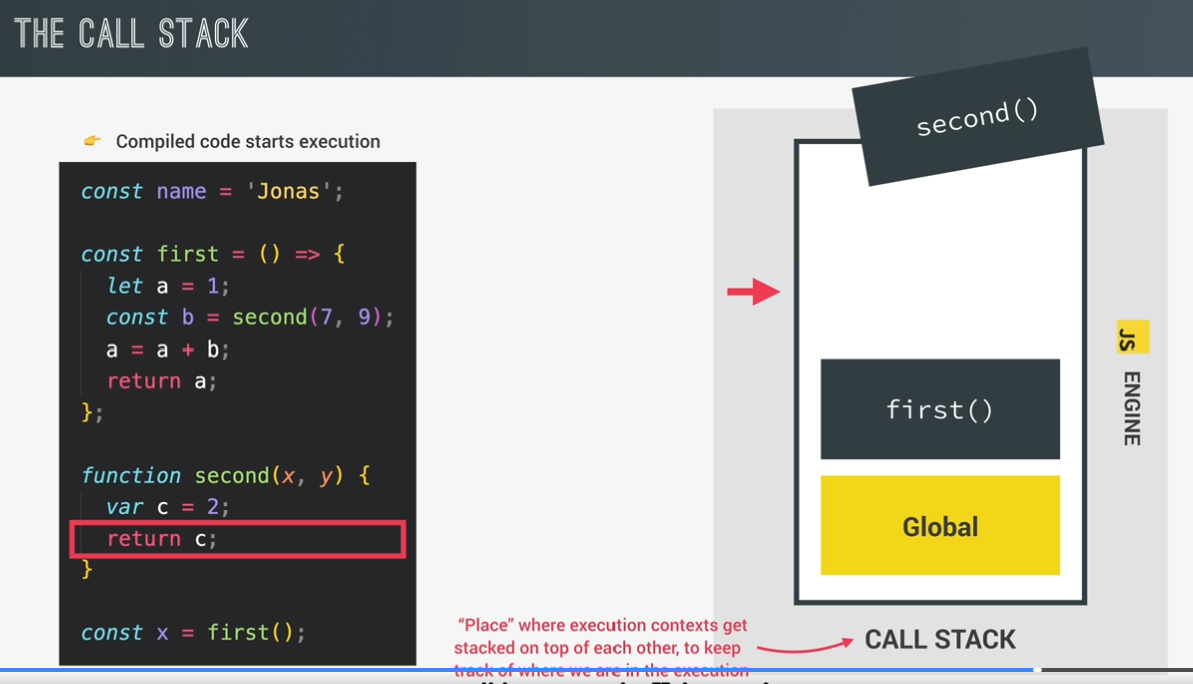 THE CALL STACK
👉 Compiled code starts execution
const name = 'Jonas';
const first = () => {
let a = 1;
const b = second(7, 9);
a = a + b;
return a;
};
function second(x, y) {
var c = 2;
return c;
}
const x = first();
second()
first()
Global
JS
ENGINE
CALL STACK
“Place” where execution contexts get
stacked on top of each other, to keep
track of where we are in the execution